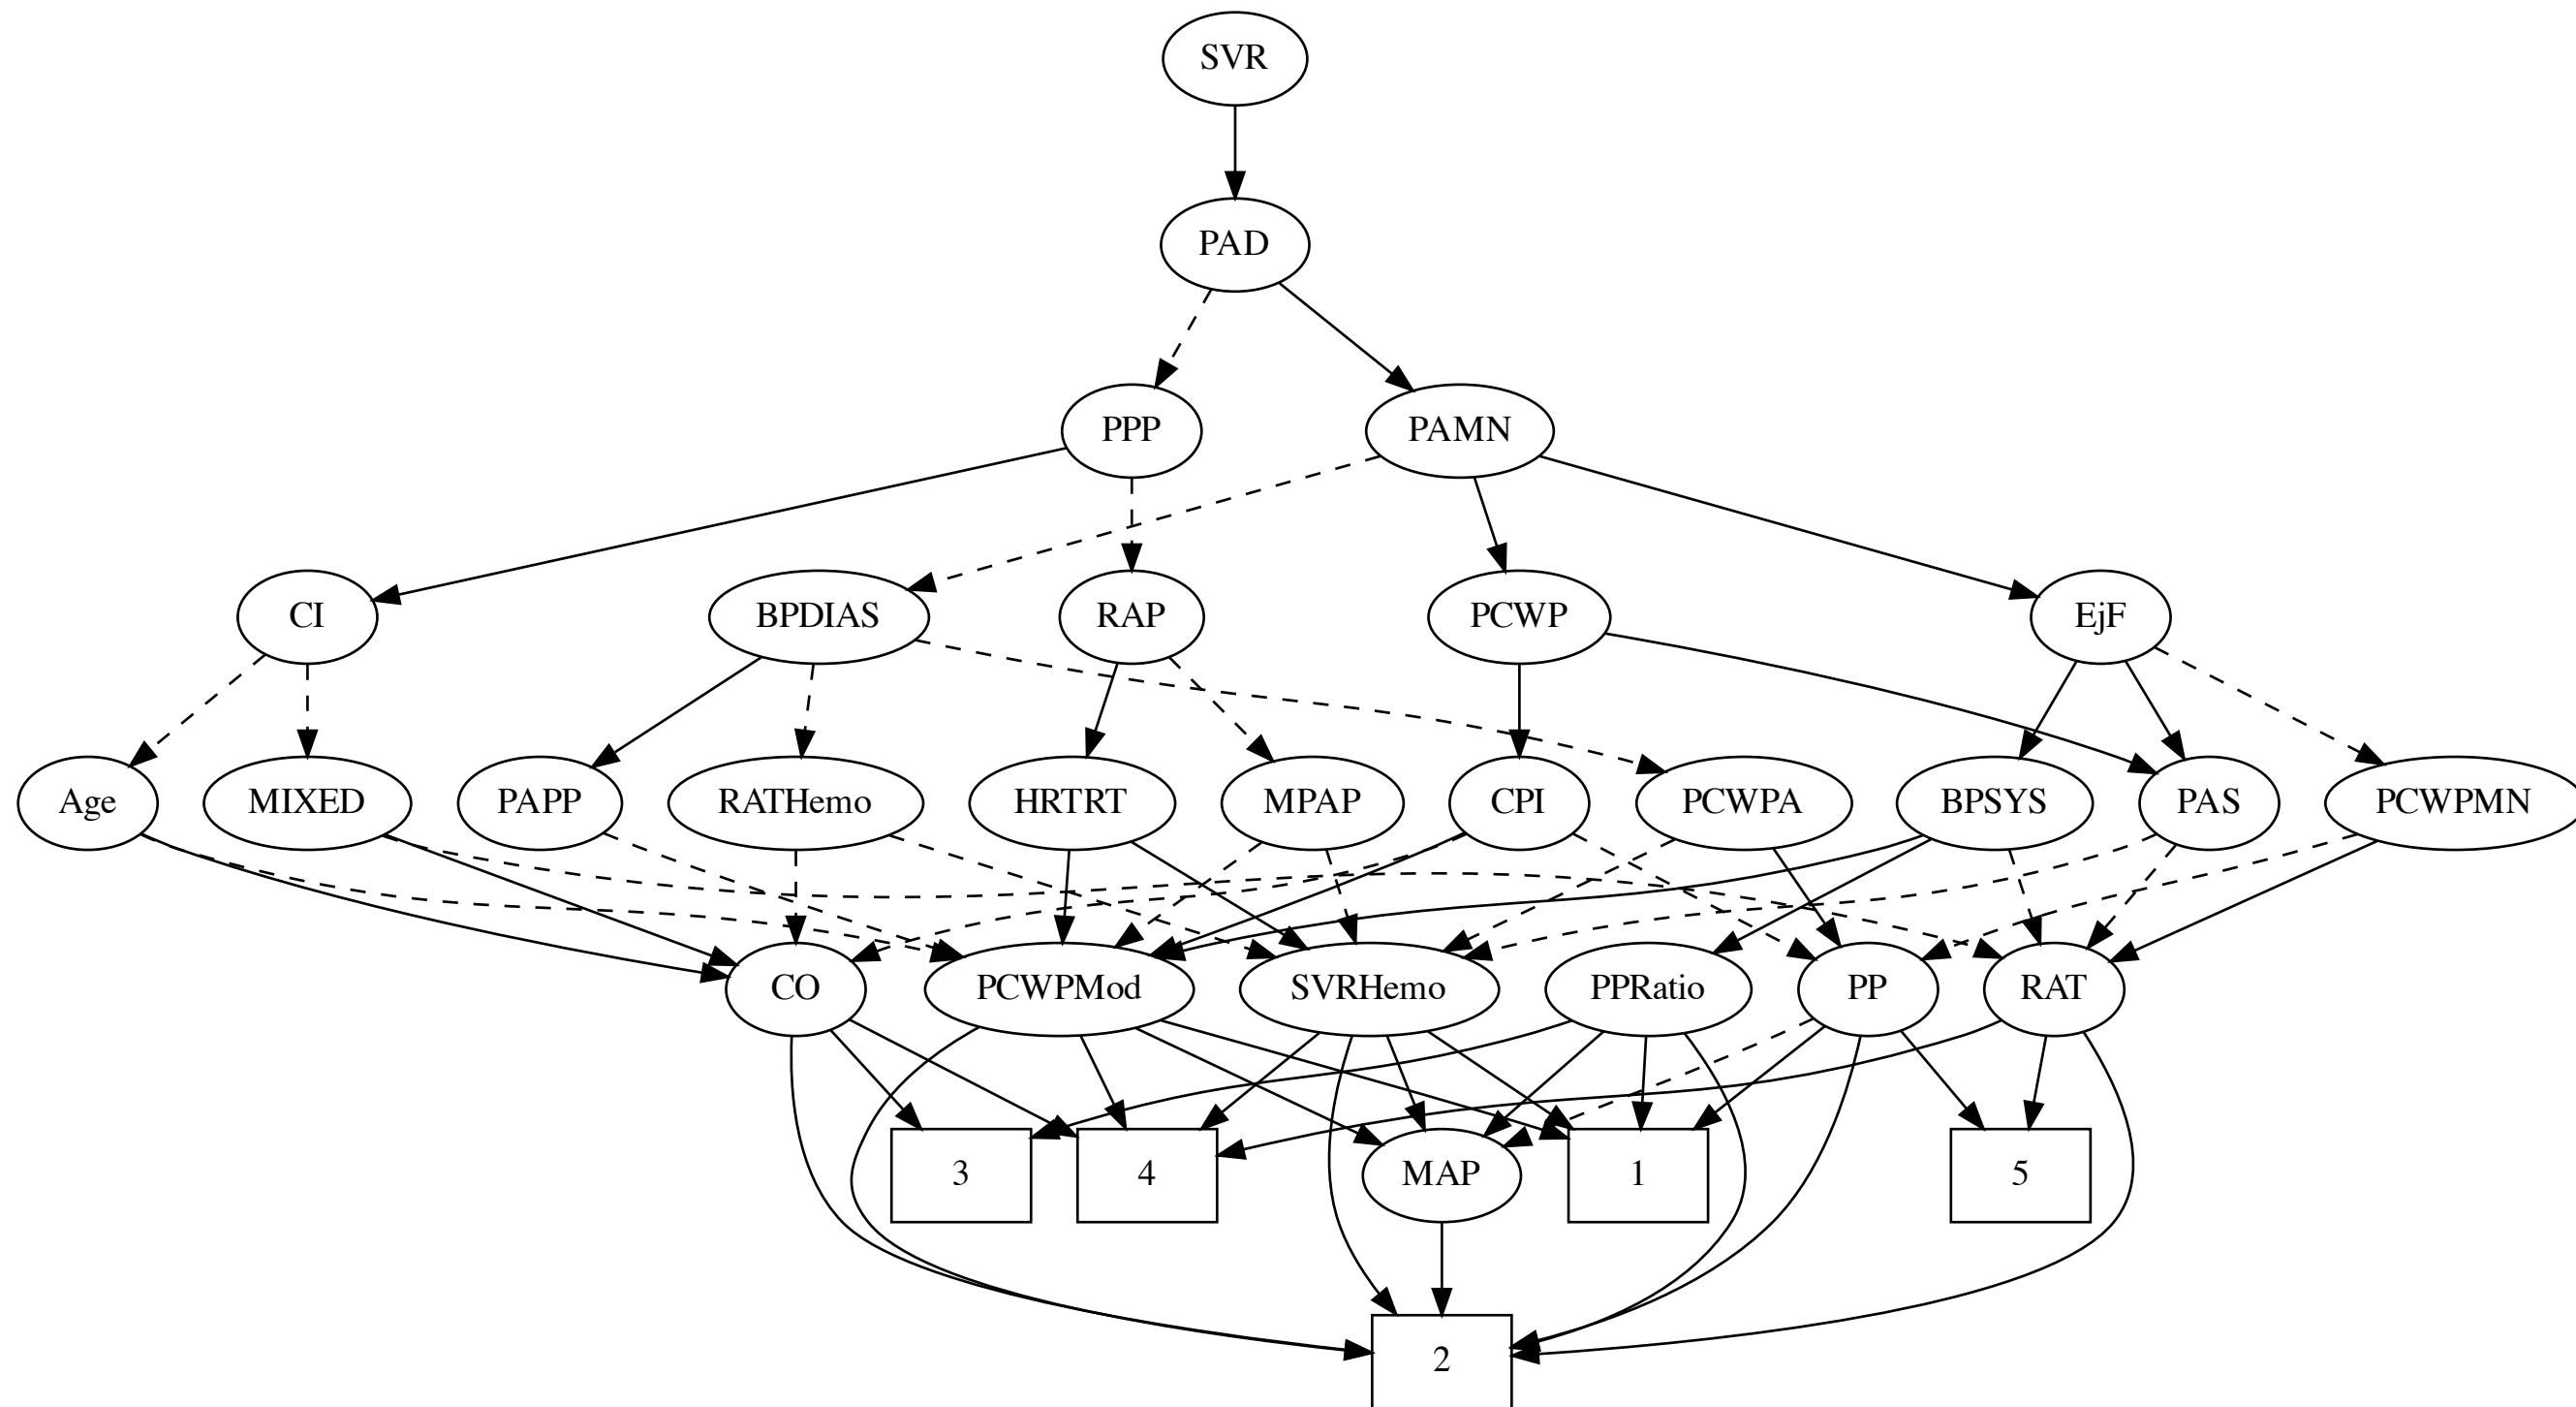 SVR
PAD
PPP
PAMN
CI
BPDIAS
RAP
PCWP
EjF
Age
MIXED
PAPP
RATHemo
HRTRT
MPAP
CPI
PCWPA
BPSYS
PAS
PCWPMN
CO
PCWPMod
SVRHemo
PPRatio
PP
RAT
3
4
MAP
1
5
2